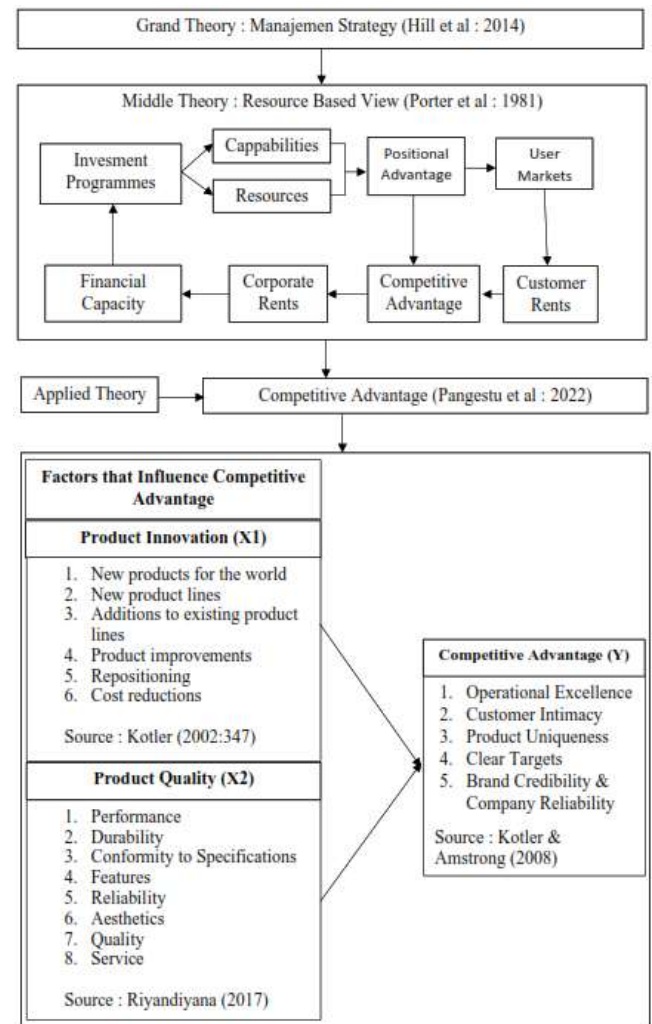 Grand Theory : Manajemen Strategy (Hill et al : 2014)
Middle Theory : Resource Based View (Porter et al : 1981)
Invesment
Programmes
Cappabilities
Resources
Positional
Advantage
User
Markets
Financial
Capacity
Corporate
Rents
Competitive
Advantage
Customer
Rents
Applied Theory
Competitive Advantage (Pangestu et al : 2022)
Factors that Influence Competitive
Advantage
Product Innovation (X1)
1. New products for the world
2. New product lines
3. Additions to existing product
lines
4. Product improvements
5. Repositioning
6. Cost reductions
Source : Kotler (2002:347)
Product Quality (X2)
1. Performance
2. Durability
3. Conformity to Specifications
4. Features
5. Reliability
6. Aesthetics
7. Quality
8. Service
Source : Riyandiyana (2017)
Competitive Advantage (Y)
1. Operational Excellence
2. Customer Intimacy
3. Product Uniqueness
4. Clear Targets
5. Brand Credibility &
Company Reliability
Source : Kotler &
Amstrong (2008)